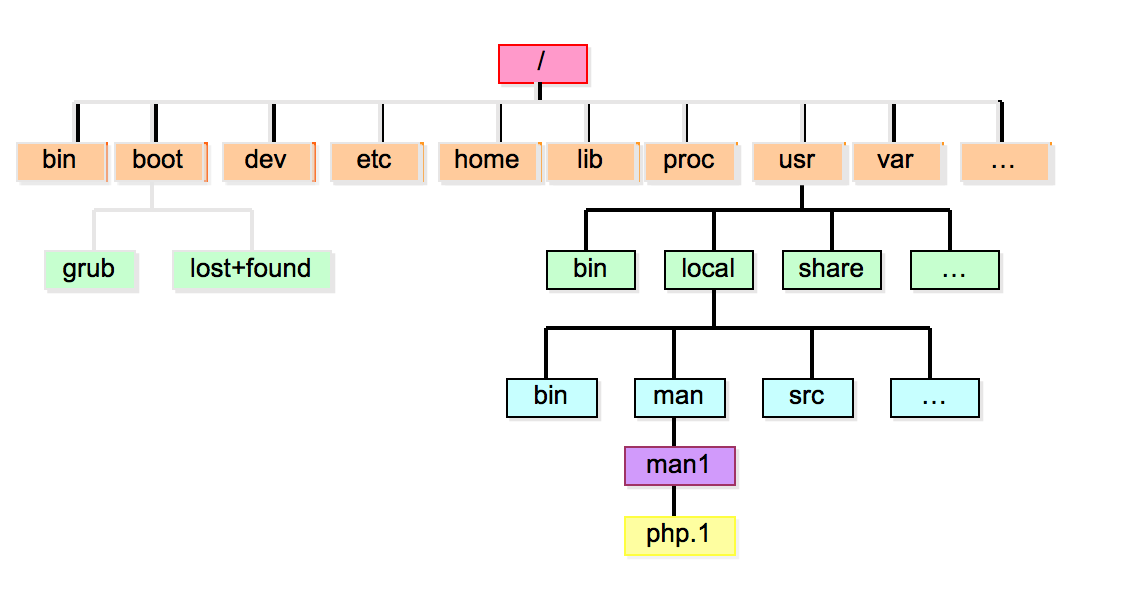 /
bin boot dev etc home lib proc usr var …
grub lost+found bin local share …
bin man src …
man1
php.1